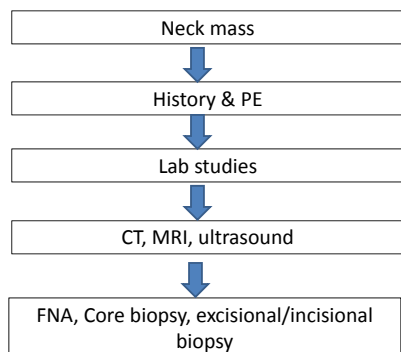 Neck mass
History & PE
Lab studies
CT, MRI, ultrasound
FNA, Core biopsy, excisional/incisional
biopsy